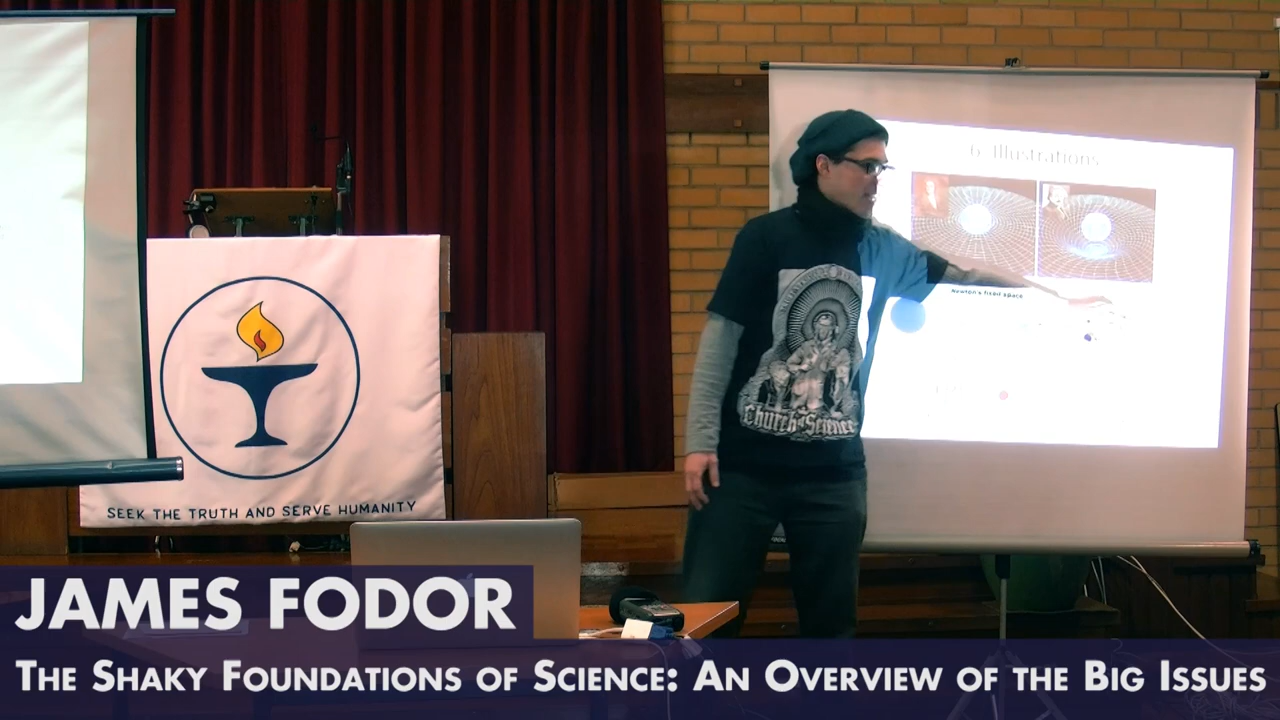 6. Illustrations
Newton's fixed space
Church of Science
SEEK THE TRUTH AND SERVE HUMANITY
JAMES FODOR
THE SHAKY FOUNDATIONS OF SCIENCE: AN OVERVIEW OF THE BIG ISSUES